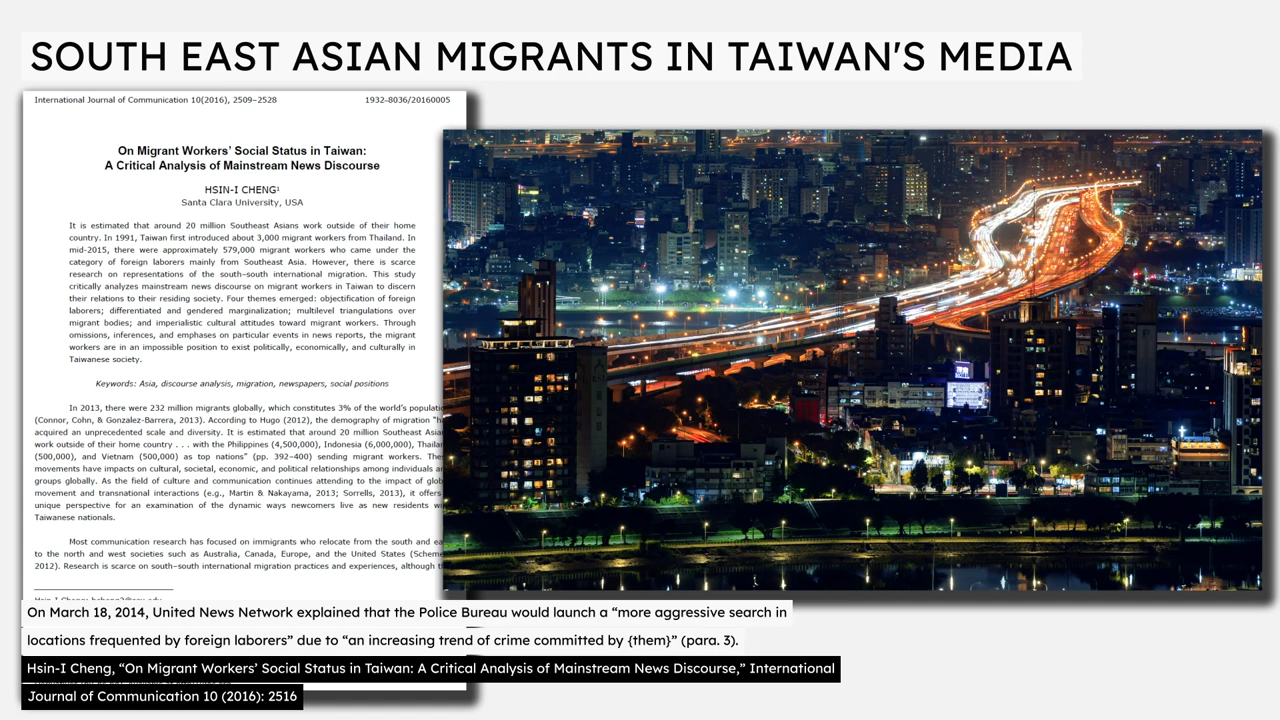 SOUTH EAST ASIAN MIGRANTS IN TAIWAN'S MEDIA
International Journal of Communication 10(2016), 2509–2528 1932-8036/20160005
On Migrant Workers' Social Status in Taiwan:
A Critical Analysis of Mainstream News Discourse
HSIN-I CHENG¹
Santa Clara University, USA
It is estimated that around 20 million Southeast Asians work outside of their home
country. In 1991, Taiwan first introduced about 3,000 migrant workers from Thailand. In
mid-2015, there were approximately 579,000 migrant workers who came under the
category of foreign laborers mainly from Southeast Asia. However, there is scarce
research on representations of the south–south international migration. This study
critically analyzes mainstream news discourse on migrant workers in Taiwan to discern
their relations to their residing society. Four themes emerged: objectification of foreign
laborers; differentiated and gendered marginalization; multilevel triangulations over
migrant bodies; and imperialistic cultural attitudes toward migrant workers. Through
omissions, inferences, and emphases on particular events in news reports, the migrant
workers are in an impossible position to exist politically, economically, and culturally in
Taiwanese society.
Keywords: Asia, discourse analysis, migration, newspapers, social positions
In 2013, there were 232 million migrants globally, which constitutes 3% of the world's
(Connor, Cohn, & Gonzalez-Barrera, 2013). According to Hugo (2012), the demography of migration
acquired an unprecedented scale and diversity. It is estimated that around 20 million Southeast
work outside of their home country . . . with the Philippines (4,500,000), Indonesia (6,000,000),
(500,000), and Vietnam (500,000) as top nations" (pp. 392–400) sending migrant workers.
movements have impacts on cultural, societal, economic, and political relationships among individuals
groups globally. As the field of culture and communication continues attending to the impact of
movement and transnational interactions (e.g., Martin & Nakayama, 2013; Sorrells, 2013), it offers
unique perspective for an examination of the dynamic ways newcomers live as new residents
Taiwanese nationals.
Most communication research has focused on immigrants who relocate from the south and
to the north and west societies such as Australia, Canada, Europe, and the United States
2012). Research is scarce on south–south international migration practices and experiences, although
On March 18, 2014, United News Network explained that the Police Bureau would launch a “more aggressive search in
locations frequented by foreign laborers” due to “an increasing trend of crime committed by {them}” (para. 3).
Hsin-I Cheng, “On Migrant Workers’ Social Status in Taiwan: A Critical Analysis of Mainstream News Discourse,” International
Journal of Communication 10 (2016): 2516